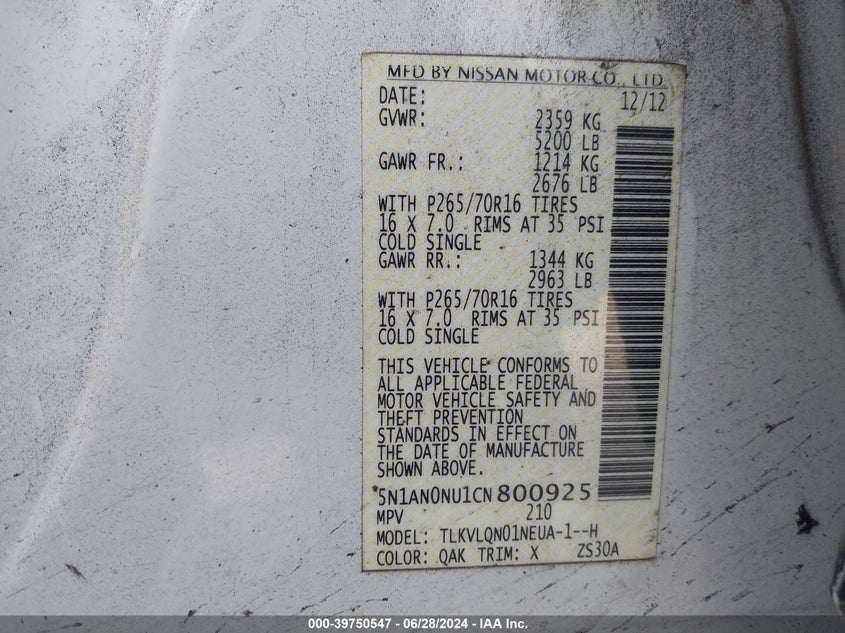 MFD BY NISSAN MOTOR CO., LTD.
DATE: 12/12
GVWR: 2359 KG
5200 LB
GAWR FR.: 1214 KG
2676 LB
WITH P265/70R16 TIRES
16 X 7.0 RIMS AT 35 PSI
COLD SINGLE
GAWR RR.: 1344 KG
2963 LB
WITH P265/70R16 TIRES
16 X 7.0 RIMS AT 35 PSI
COLD SINGLE
THIS VEHICLE CONFORMS TO
ALL APPLICABLE FEDERAL
MOTOR VEHICLE SAFETY AND
THEFT PREVENTION
STANDARDS IN EFFECT ON
THE DATE OF MANUFACTURE
SHOWN ABOVE.
5N1AN0NU1CN800925
MPV 210
MODEL: TLKVLQN01NEUA-1--H
COLOR: QAK TRIM: X ZS30A
000-39750547 - 06/28/2024 - IAA Inc.